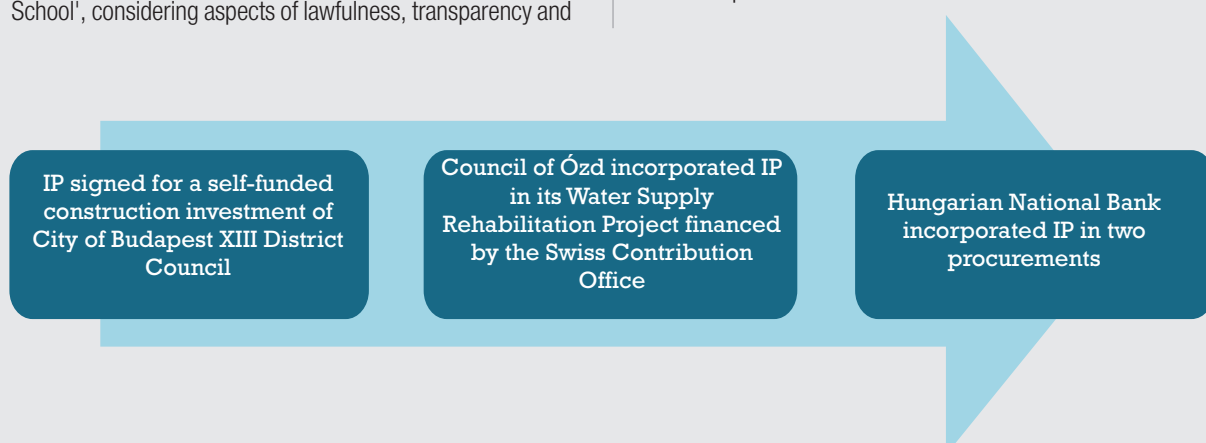 School', considering aspects of lawfulness, transparency and
IP signed for a self-funded
construction investment of
City of Budapest XIII District
Council
Council of Ózd incorporated IP
in its Water Supply
Rehabilitation Project financed
by the Swiss Contribution
Office
Hungarian National Bank
incorporated IP in two
procurements